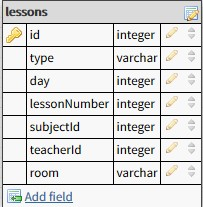 lessons
id integer
type varchar
day integer
lessonNumber integer
subjectId integer
teacherId integer
room varchar
Add field